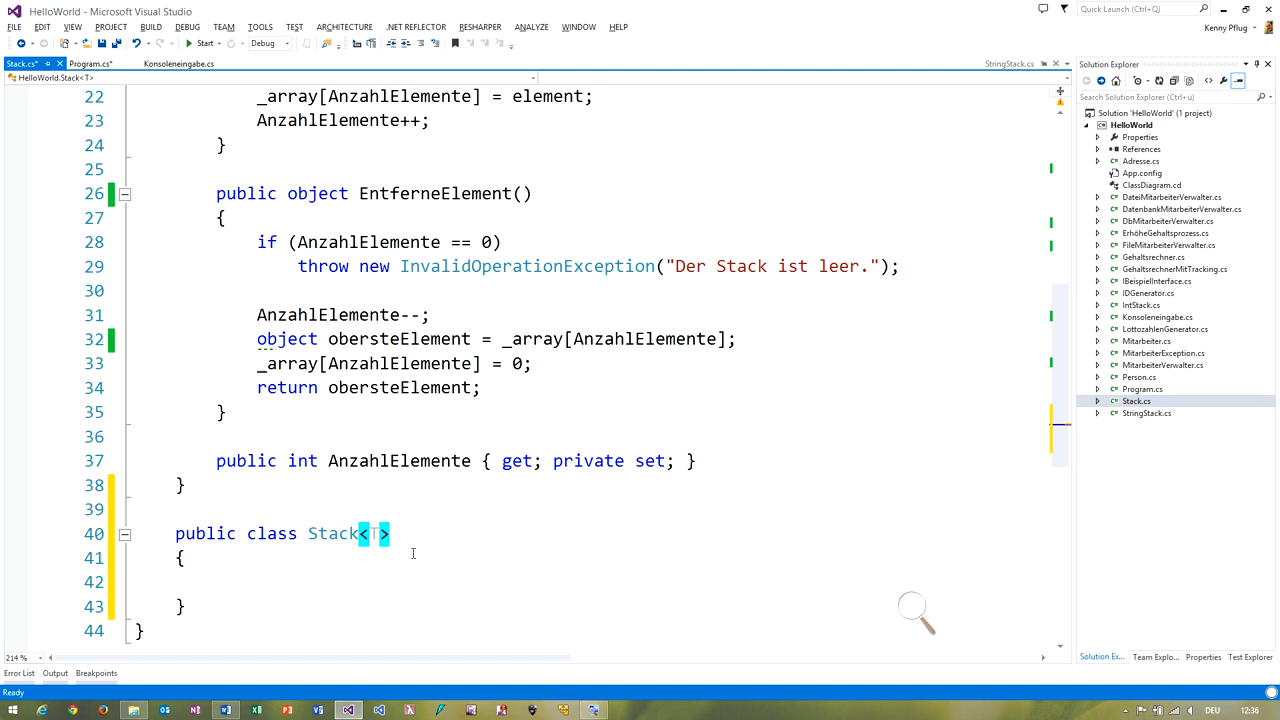 HelloWorld - Microsoft Visual Studio
Quick Launch (Ctrl+Q)
FILE EDIT VIEW PROJECT BUILD DEBUG TEAM TOOLS TEST ARCHITECTURE .NET REFLECTOR RESHARPER ANALYZE WINDOW HELP
Kenny Pflug
Start Debug
Stack.cs* Program.cs* Konsoleneingabe.cs StringStack.cs
HelloWorld.Stack<T>
22 _array[AnzahlElemente] = element;
23 AnzahlElemente++;
24 }
25
26 public object EntferneElement()
27 {
28 if (AnzahlElemente == 0)
29 throw new InvalidOperationException("Der Stack ist leer.");
30
31 AnzahlElemente--;
32 object obersteElement = _array[AnzahlElemente];
33 _array[AnzahlElemente] = 0;
34 return obersteElement;
35 }
36
37 public int AnzahlElemente { get; private set; }
38 }
39
40 public class Stack<T>
41 {
42
43 }
44 }
214 %
Solution Explorer
Search Solution Explorer (Ctrl+ü)
Solution 'HelloWorld' (1 project)
HelloWorld
Properties
References
Adresse.cs
App.config
ClassDiagram.cd
DateiMitarbeiterVerwalter.cs
DatenbankMitarbeiterVerwalter.cs
DbMitarbeiterVerwalter.cs
ErhöheGehaltsprozess.cs
FileMitarbeiterVerwalter.cs
Gehaltsrechner.cs
GehaltsrechnerMitTracking.cs
IBeispielInterface.cs
IDGenerator.cs
IntStack.cs
Konsoleneingabe.cs
LottozahlenGenerator.cs
Mitarbeiter.cs
MitarbeiterException.cs
MitarbeiterVerwalter.cs
Person.cs
Program.cs
Stack.cs
StringStack.cs
Solution Ex... Team Explo... Properties Test Explorer
Error List Output Breakpoints
Ready
DEU 12:36